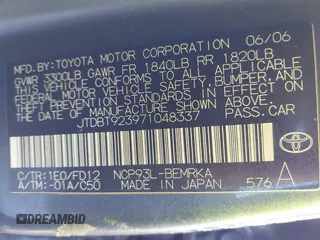 MFD.BY:TOYOTA MOTOR CORPORATION 06/06
GVWR 3300LB GAWR FR 1840LB RR 1820LB
THIS VEHICLE CONFORMS TO ALL APPLICABLE
FEDERAL MOTOR VEHICLE SAFETY, BUMPER, AND
THEFT PREVENTION STANDARDS IN EFFECT ON
THE DATE OF MANUFACTURE SHOWN ABOVE.
JTDBT923971048337 PASS.CAR
TOYOTA
C/TR:1E0/FD12 NCP93L-BEMRKA
A/TM:-01A/C50 MADE IN JAPAN 576 A
DREAMBID